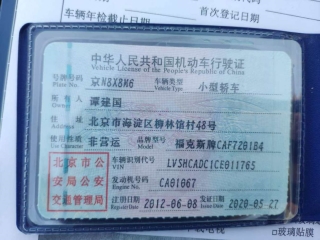 车辆年检截止日期
首次登记日期
中华人民共和国机动车行驶证
Vehicle License of the People's Republic of China
号牌号码 京N8X8M6 车辆类型 小型轿车
Plate No. Vehicle Type
所有人 谭建国
Owner
住址 北京市海淀区柳林馆村48号
Address
使用性质 非营运 品牌型号 福克斯牌CAF7201B4
Use Character Model
北京市公安局公安交通管理局
车辆识别代号 LVSHCADC1CE011765
VIN
发动机号码 CA01067
Engine No.
注册日期 2012-06-08 发证日期 2020-05-27
Register Date Issue Date
玻璃贴膜